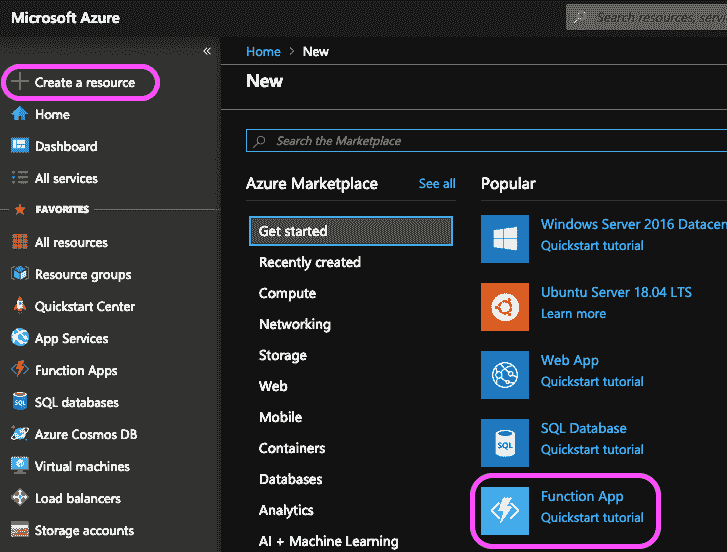 Microsoft Azure
Search resources, serv
«
+ Create a resource
Home
Dashboard
All services
FAVORITES
All resources
Resource groups
Quickstart Center
App Services
Function Apps
SQL databases
Azure Cosmos DB
Virtual machines
Load balancers
Storage accounts
Home > New
New
Search the Marketplace
Azure Marketplace See all
Get started
Recently created
Compute
Networking
Storage
Web
Mobile
Containers
Databases
Analytics
AI + Machine Learning
Popular
Windows Server 2016 Datacen
Quickstart tutorial
Ubuntu Server 18.04 LTS
Learn more
Web App
Quickstart tutorial
SQL Database
Quickstart tutorial
Function App
Quickstart tutorial